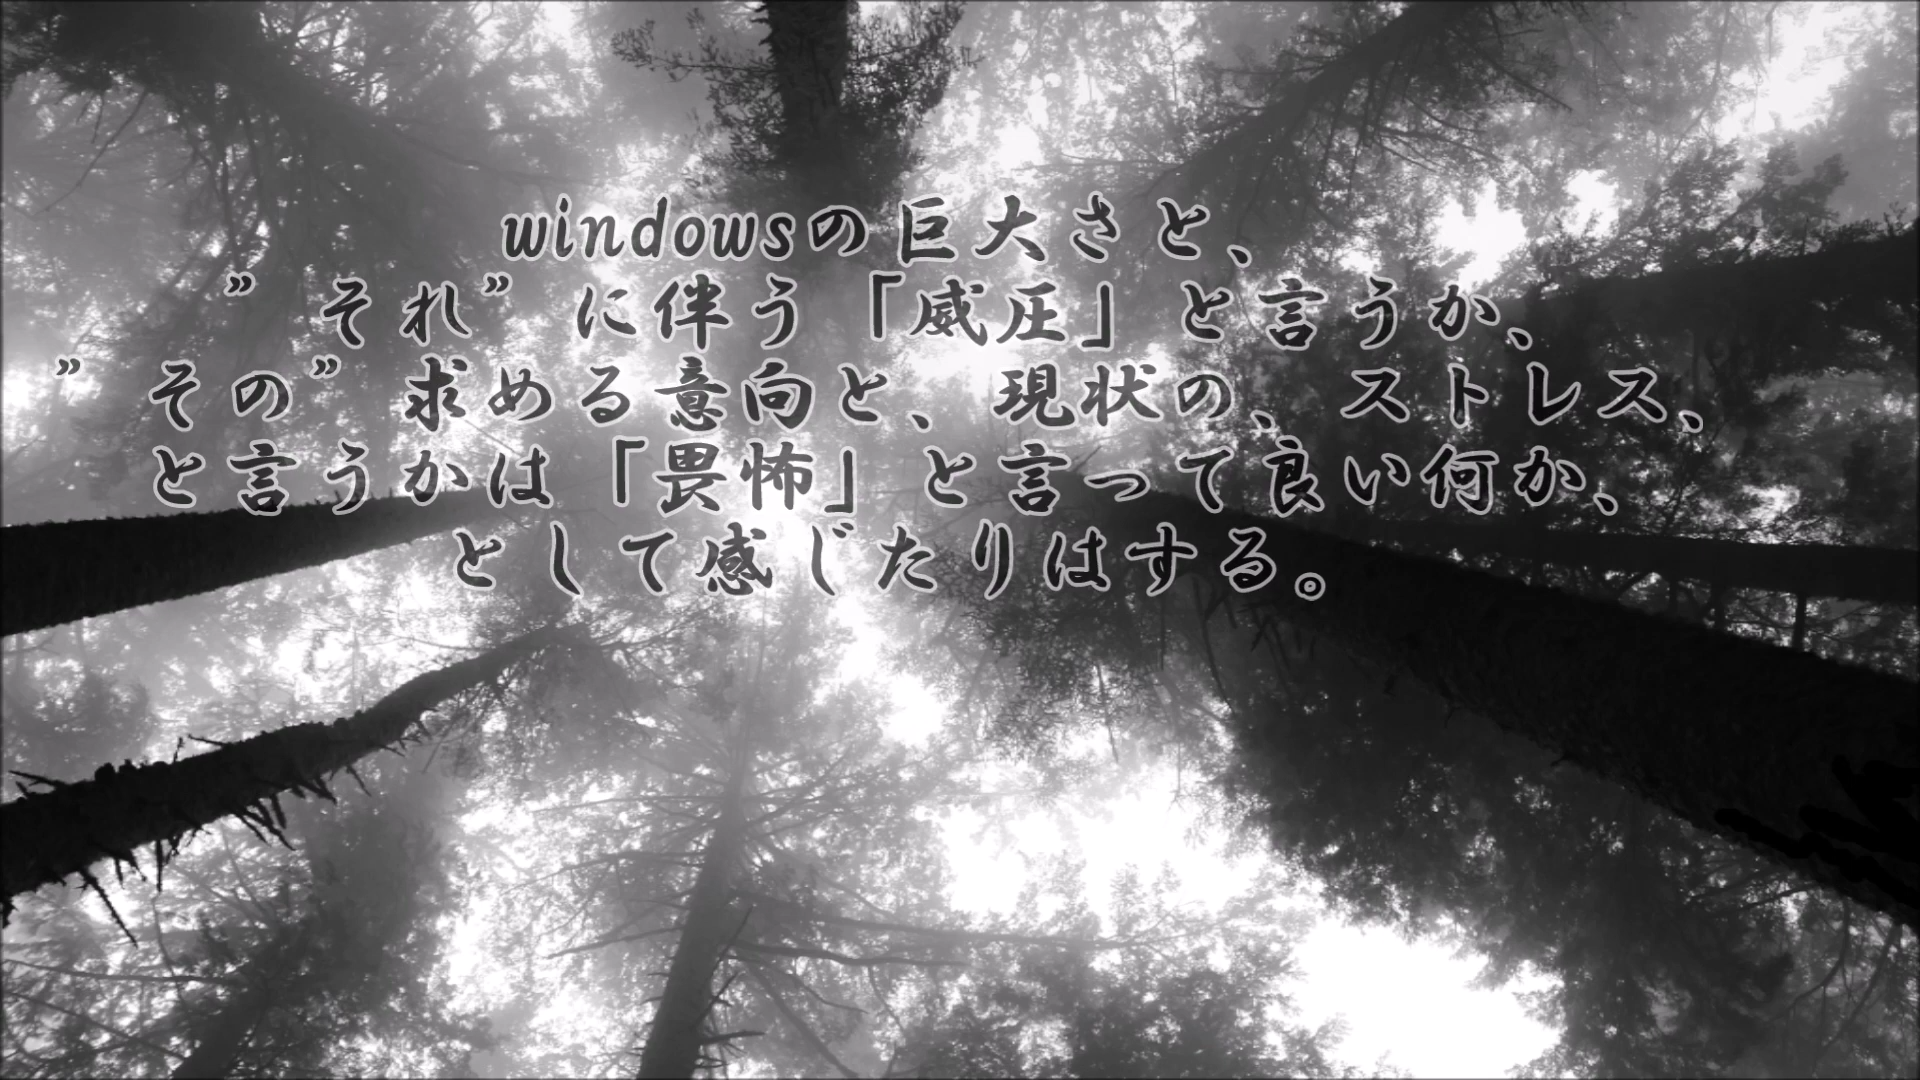 windowsの巨大さと、
”それ”に伴う「威圧」と言うか、
”その”求める意向と、現状の、ストレス、
と言うかは「畏怖」と言って良い何か、
として感じたりはする。